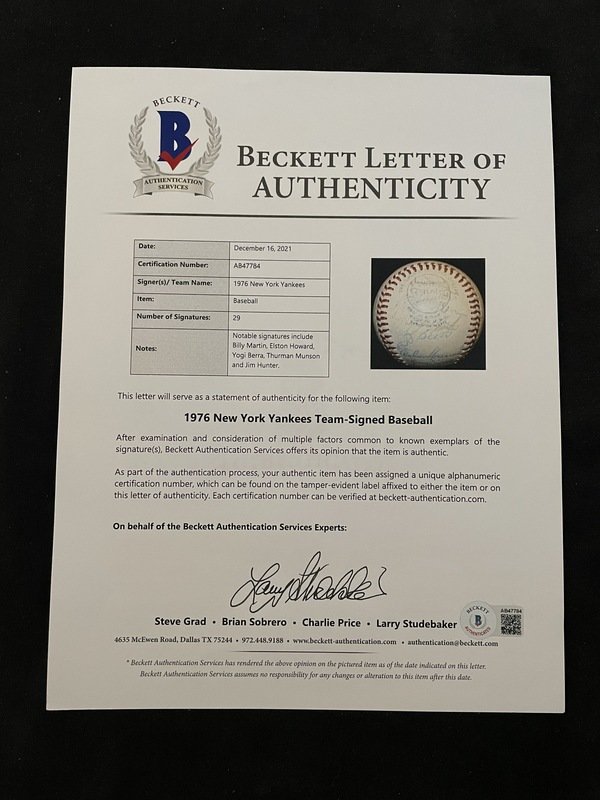 BECKETT
B
AUTHENTICATION
SERVICES
BECKETT LETTER OF
AUTHENTICITY
Date: December 16, 2021
Certification Number: AB47784
Signer(s)/ Team Name: 1976 New York Yankees
Item: Baseball
Number of Signatures: 29
Notes: Notable signatures include
Billy Martin, Elston Howard,
Yogi Berra, Thurman Munson
and Jim Hunter.
This letter will serve as a statement of authenticity for the following item:
1976 New York Yankees Team-Signed Baseball
After examination and consideration of multiple factors common to known exemplars of the
signature(s), Beckett Authentication Services offers its opinion that the item is authentic.
As part of the authentication process, your authentic item has been assigned a unique alphanumeric
certification number, which can be found on the tamper-evident label affixed to either the item or on
this letter of authenticity. Each certification number can be verified at beckett-authentication.com.
On behalf of the Beckett Authentication Services Experts:
Larry Studebaker
Steve Grad • Brian Sobrero • Charlie Price • Larry Studebaker
BECKETT
B
AUTHENTICATED
AB47784
4635 McEwen Road, Dallas TX 75244 • 972.448.9188 • www.beckett-authentication.com • authentication@beckett.com
* Beckett Authentication Services has rendered the above opinion on the pictured item as of the date indicated on this letter.
Beckett Authentication Services assumes no responsibility for any changes or alteration to this item after this date.